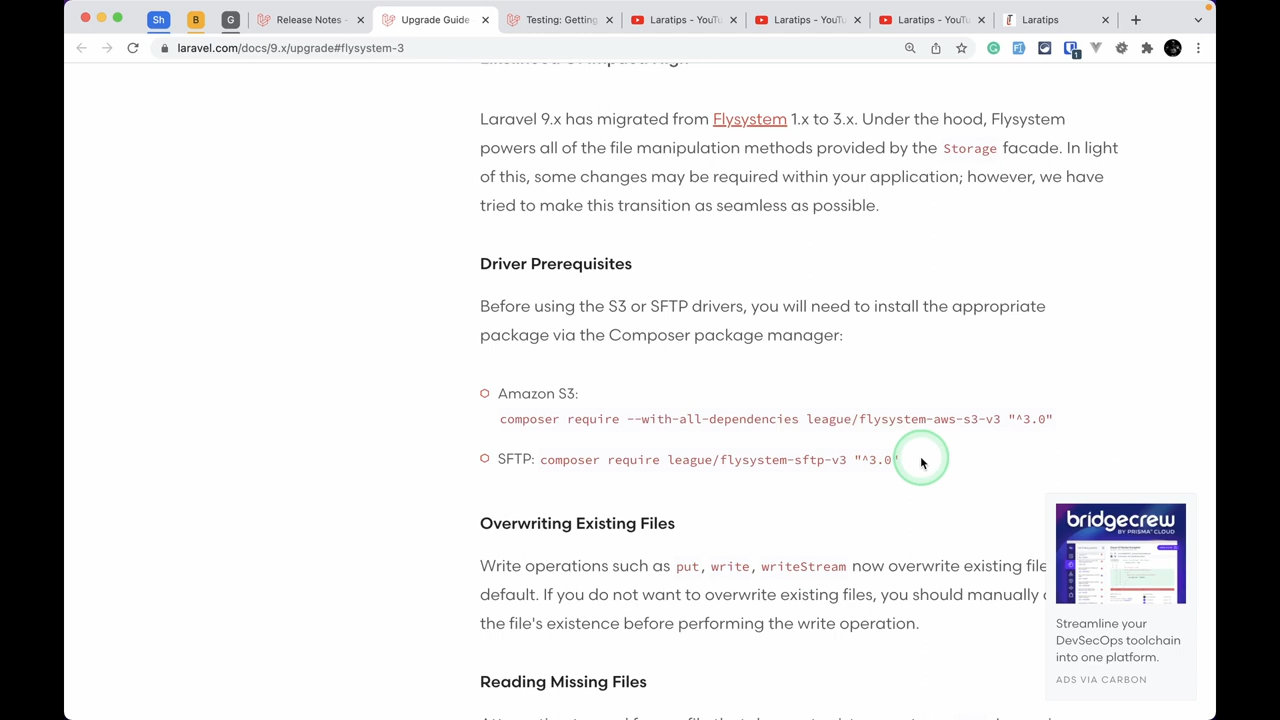 Sh
B
G
Release Notes -
Upgrade Guide
Testing: Getting
Laratips - YouTu
Laratips - YouTu
Laratips - YouTu
Laratips
laravel.com/docs/9.x/upgrade#flysystem-3
Likelihood Of Impact: High
Laravel 9.x has migrated from Flysystem 1.x to 3.x. Under the hood, Flysystem
powers all of the file manipulation methods provided by the Storage facade. In light
of this, some changes may be required within your application; however, we have
tried to make this transition as seamless as possible.
Driver Prerequisites
Before using the S3 or SFTP drivers, you will need to install the appropriate
package via the Composer package manager:
Amazon S3:
composer require --with-all-dependencies league/flysystem-aws-s3-v3 "^3.0"
SFTP: composer require league/flysystem-sftp-v3 "^3.0"
Overwriting Existing Files
Write operations such as put, write, writeStream now overwrite existing file
default. If you do not want to overwrite existing files, you should manually c
the file's existence before performing the write operation.
Reading Missing Files
bridgecrew
BY PRISMA CLOUD
Streamline your
DevSecOps toolchain
into one platform.
ADS VIA CARBON